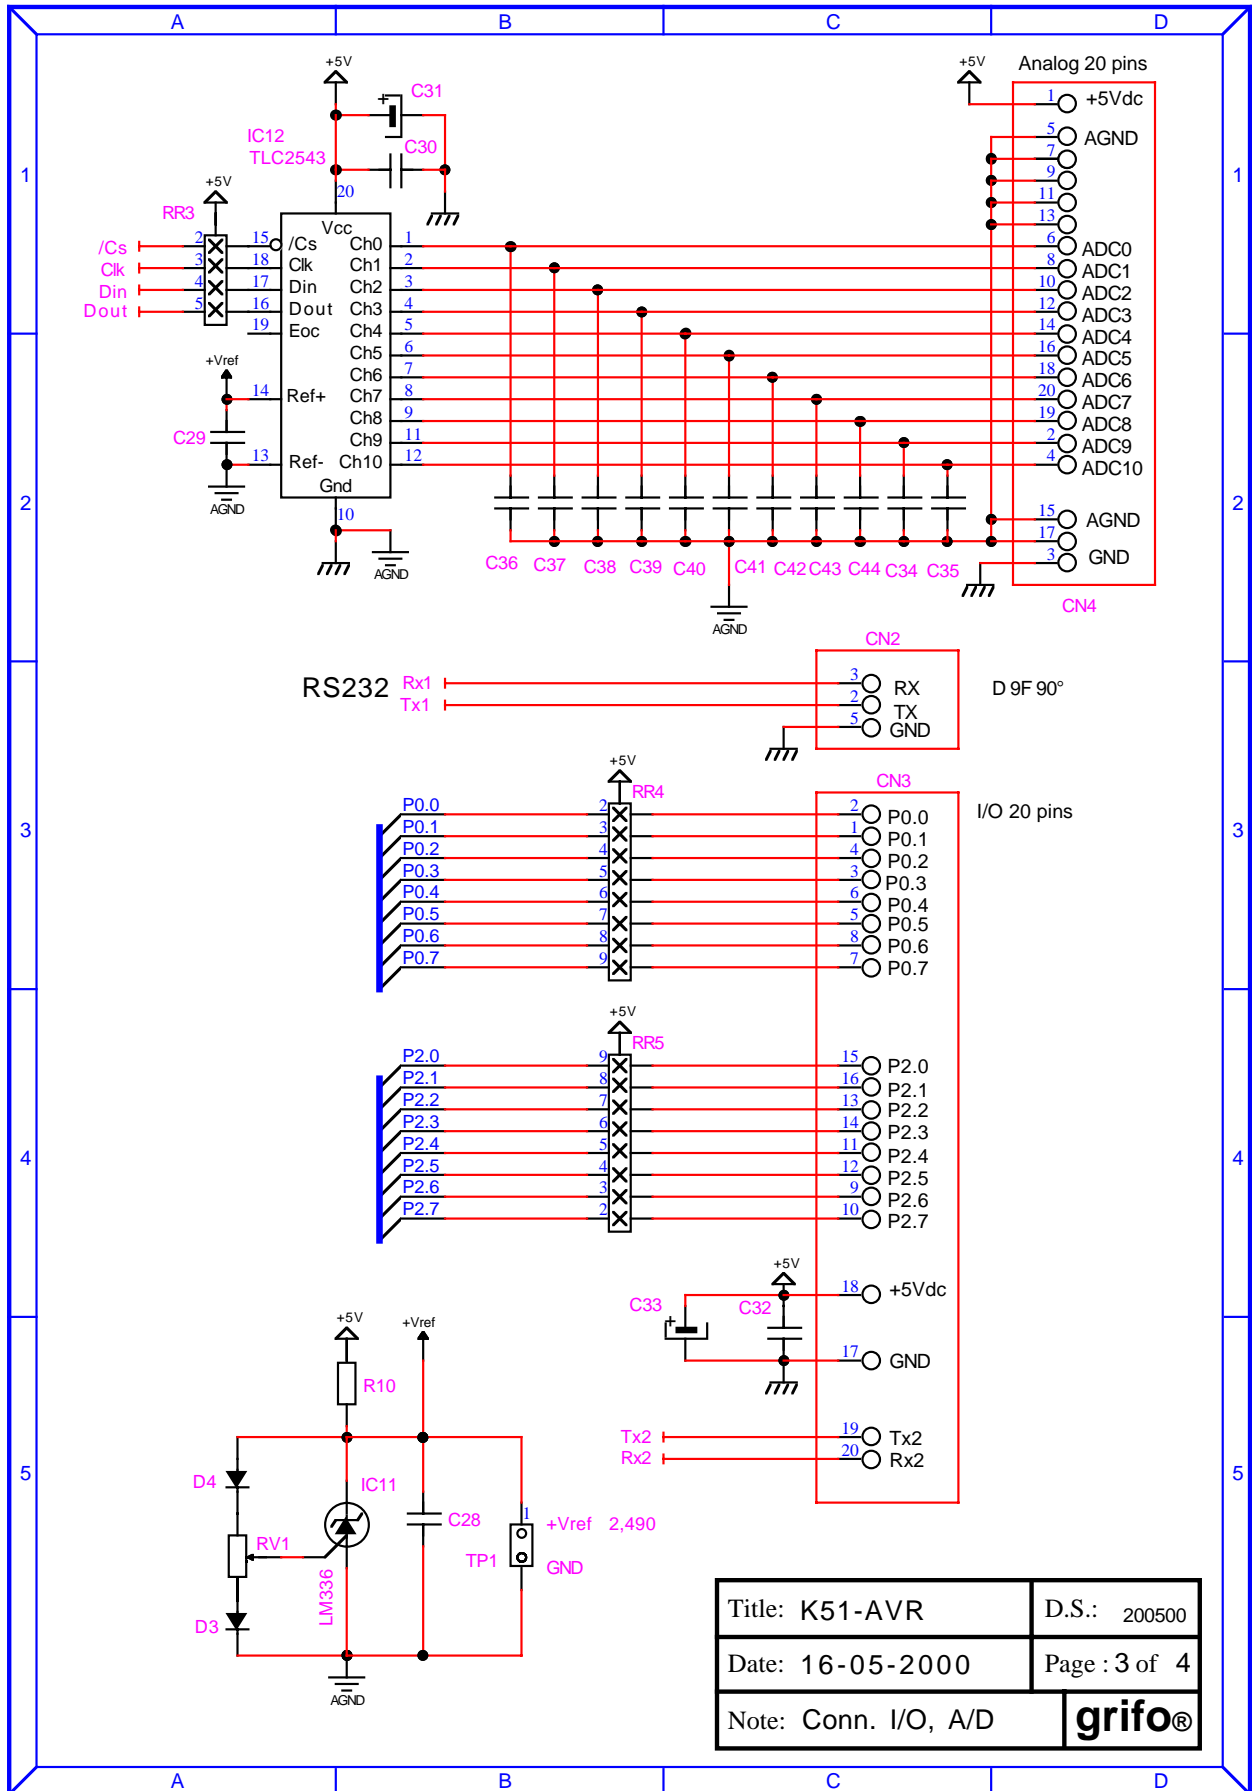 A B C D
+5V
C31
IC12
TLC2543
C30
+5V
Analog 20 pins
1 +5Vdc
5 AGND
7
9
11
13
1 1
20
+5V
RR3
Vcc
/Cs 2 15 /Cs Ch0 1 6 ADC0
Clk 3 18 Clk Ch1 2 8 ADC1
Din 4 17 Din Ch2 3 10 ADC2
Dout 5 16 Dout Ch3 4 12 ADC3
19 Eoc Ch4 5 14 ADC4
Ch5 6 16 ADC5
+Vref
Ch6 7 18 ADC6
14 Ref+ Ch7 8 20 ADC7
Ch8 9 19 ADC8
C29
Ch9 11 2 ADC9
13 Ref- Ch10 12 4 ADC10
Gnd
AGND
10
2 2
15 AGND
17
3 GND
AGND
C36 C37 C38 C39 C40 C41 C42 C43 C44 C34 C35
AGND
CN4
CN2
RS232
Rx1 3 RX
Tx1 2 TX
5 GND
D 9F 90°
+5V
RR4
CN3
I/O 20 pins
P0.0 2 2 P0.0
P0.1 3 1 P0.1
P0.2 4 4 P0.2
P0.3 5 3 P0.3
P0.4 6 6 P0.4
P0.5 7 5 P0.5
P0.6 8 8 P0.6
P0.7 9 7 P0.7
3 3
+5V
RR5
P2.0 9 15 P2.0
P2.1 8 16 P2.1
P2.2 7 13 P2.2
P2.3 6 14 P2.3
P2.4 5 11 P2.4
P2.5 4 12 P2.5
P2.6 3 9 P2.6
P2.7 2 10 P2.7
4 4
+5V
C33
+
C32
18 +5Vdc
17 GND
+5V
+Vref
R10
Tx2 19 Tx2
Rx2 20 Rx2
5 5
D4
IC11
C28
1
+Vref 2,490
RV1
TP1
GND
LM336
D3
AGND
Title: K51-AVR
D.S.: 200500
Date: 16-05-2000
Page : 3 of 4
Note: Conn. I/O, A/D
grifo®
A B C D